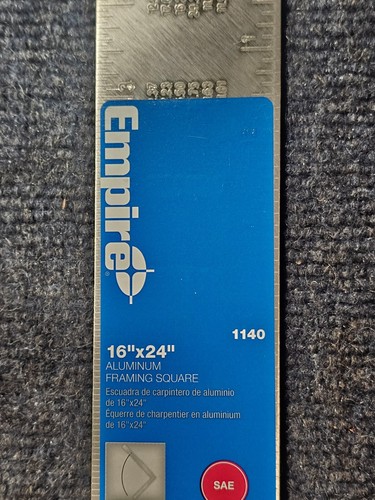 Empire®
1140
16"x24"
ALUMINUM
FRAMING SQUARE
Escuadra de carpintero de aluminio
de 16"x24"
Équerre de charpentier en aluminium
de 16"x24"
SAE